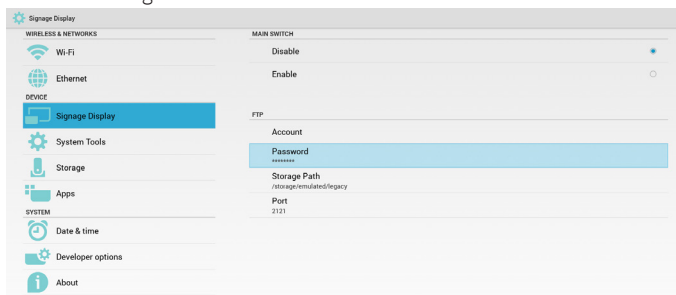 Signage Display
WIRELESS & NETWORKS
Wi-Fi
Ethernet
DEVICE
Signage Display
System Tools
Storage
Apps
SYSTEM
Date & time
Developer options
About
MAIN SWITCH
Disable
Enable
FTP
Account
Password
********
Storage Path
/storage/emulated/legacy
Port
2121